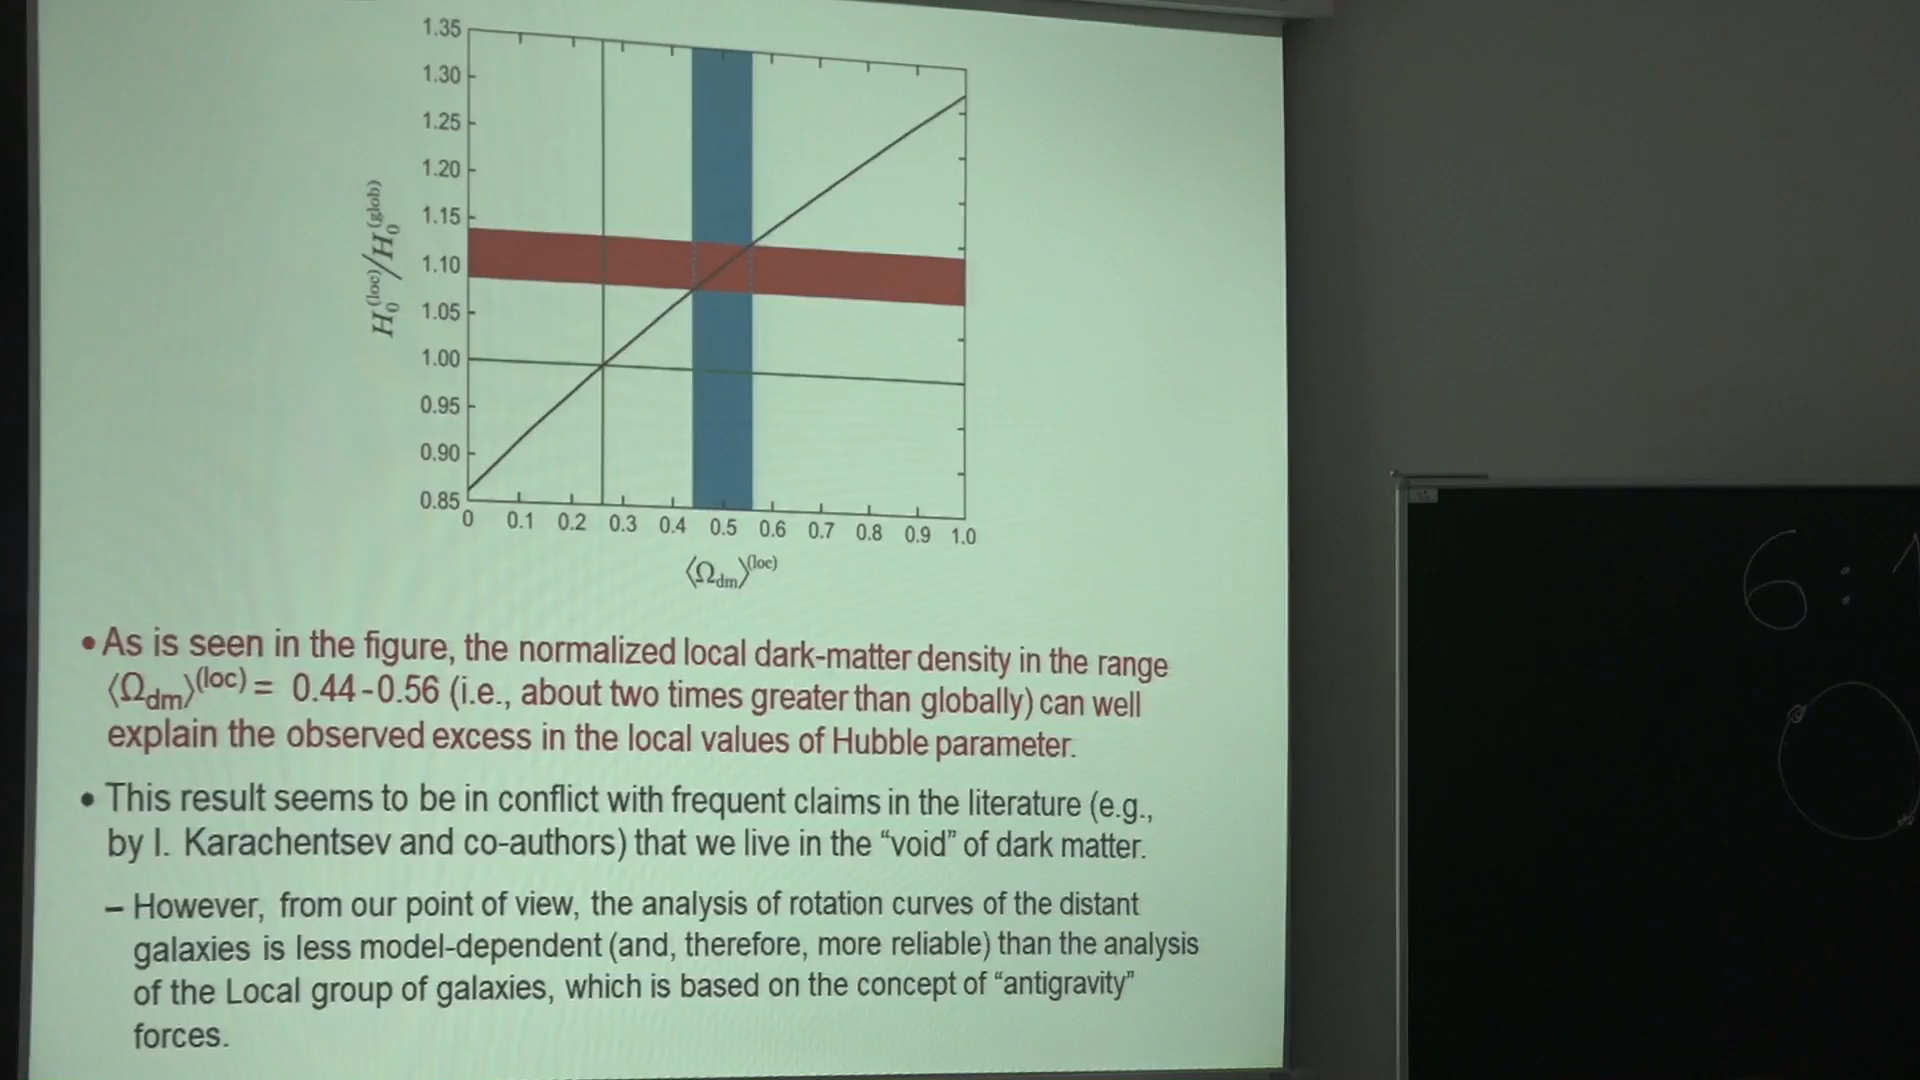 1.35
1.30
1.25
1.20
1.15
1.10
1.05
1.00
0.95
0.90
0.85
H₀⁽ˡᵒᶜ⁾/H₀⁽ᵍˡᵒᵇ⁾
0 0.1 0.2 0.3 0.4 0.5 0.6 0.7 0.8 0.9 1.0
⟨Ωdm⟩(loc)
• As is seen in the figure, the normalized local dark-matter density in the range
⟨Ωdm⟩(loc) = 0.44-0.56 (i.e., about two times greater than globally) can well
explain the observed excess in the local values of Hubble parameter.
• This result seems to be in conflict with frequent claims in the literature (e.g.,
by I. Karachentsev and co-authors) that we live in the “void” of dark matter.
– However, from our point of view, the analysis of rotation curves of the distant
galaxies is less model-dependent (and, therefore, more reliable) than the analysis
of the Local group of galaxies, which is based on the concept of “antigravity”
forces.
6 :